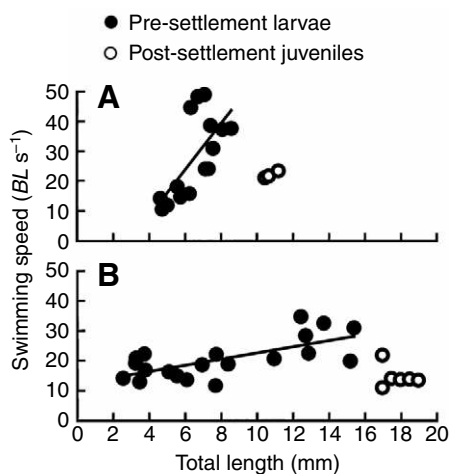 Pre-settlement larvae
Post-settlement juveniles
A
50
40
30
20
10
0
B
50
40
30
20
10
0
0 2 4 6 8 10 12 14 16 18 20
Total length (mm)
Swimming speed (BL s⁻¹)